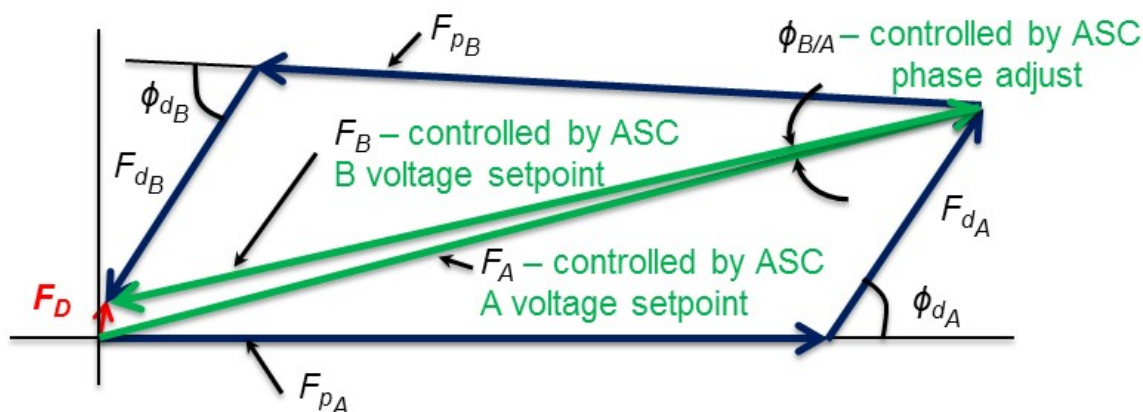 F_{p_B}
ϕ_{B/A} – controlled by ASC
phase adjust
ϕ_{d_B}
F_B – controlled by ASC
B voltage setpoint
F_{d_B}
F_{d_A}
F_A – controlled by ASC
A voltage setpoint
F_D
ϕ_{d_A}
F_{p_A}